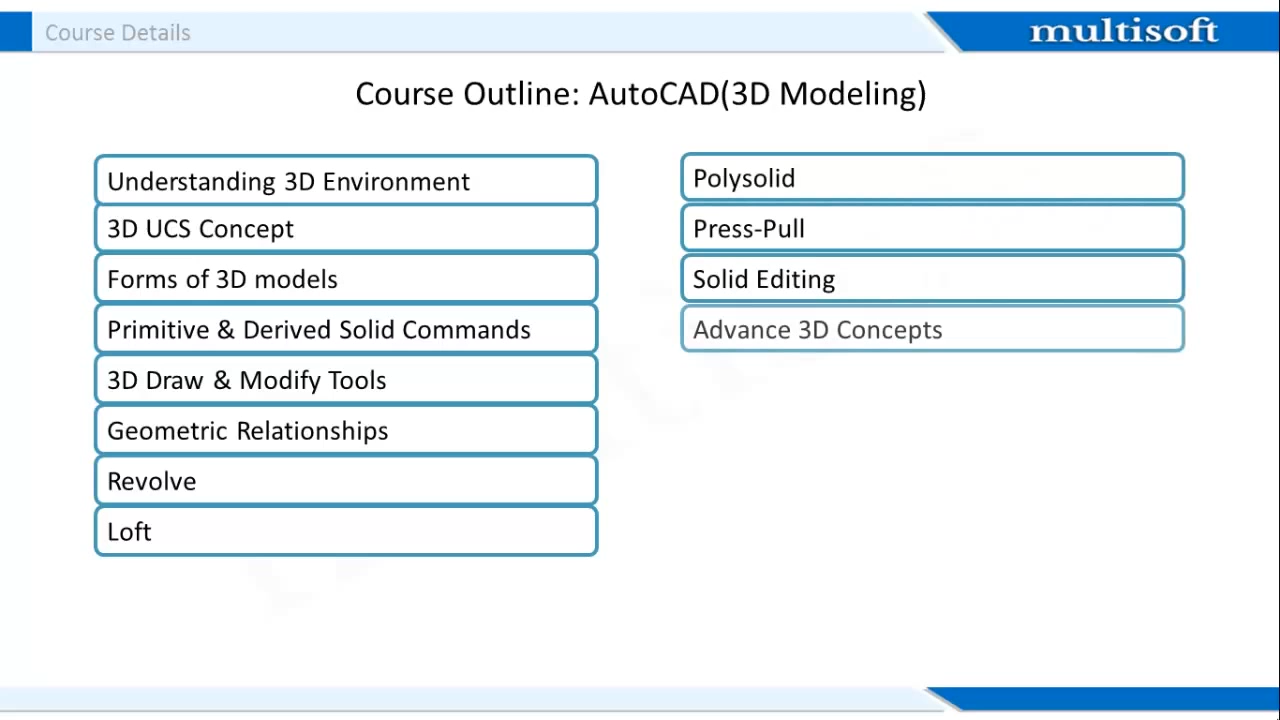 Course Details
multisoft
Course Outline: AutoCAD(3D Modeling)
Understanding 3D Environment
3D UCS Concept
Forms of 3D models
Primitive & Derived Solid Commands
3D Draw & Modify Tools
Geometric Relationships
Revolve
Loft
Polysolid
Press-Pull
Solid Editing
Advance 3D Concepts